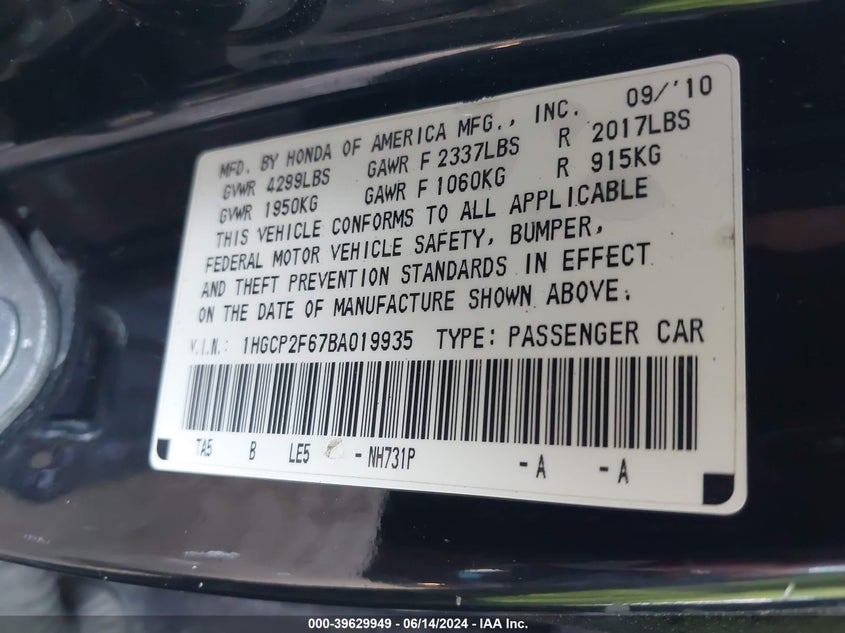 MFD. BY HONDA OF AMERICA MFG., INC. 09/'10
GVWR 4299LBS GAWR F 2337LBS R 2017LBS
GVWR 1950KG GAWR F 1060KG R 915KG
THIS VEHICLE CONFORMS TO ALL APPLICABLE
FEDERAL MOTOR VEHICLE SAFETY, BUMPER,
AND THEFT PREVENTION STANDARDS IN EFFECT
ON THE DATE OF MANUFACTURE SHOWN ABOVE.
V.I.N.: 1HGCP2F67BA019935 TYPE: PASSENGER CAR
TA5 B LE5 - NH731P -A -A
000-39629949 - 06/14/2024 - IAA Inc.